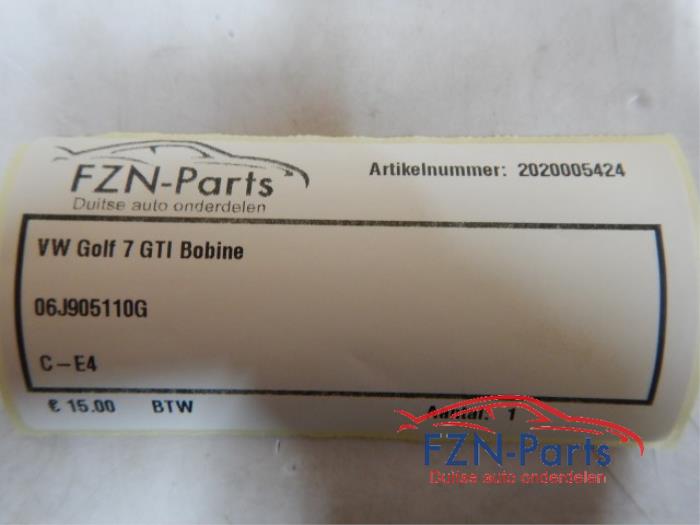 FZN-Parts
Duitse auto onderdelen
Artikelnummer: 2020005424
VW Golf 7 GTI Bobine
06J905110G
C-E4
€ 15.00 BTW Aantal: 1
FZN-Parts
Duitse auto onderdelen